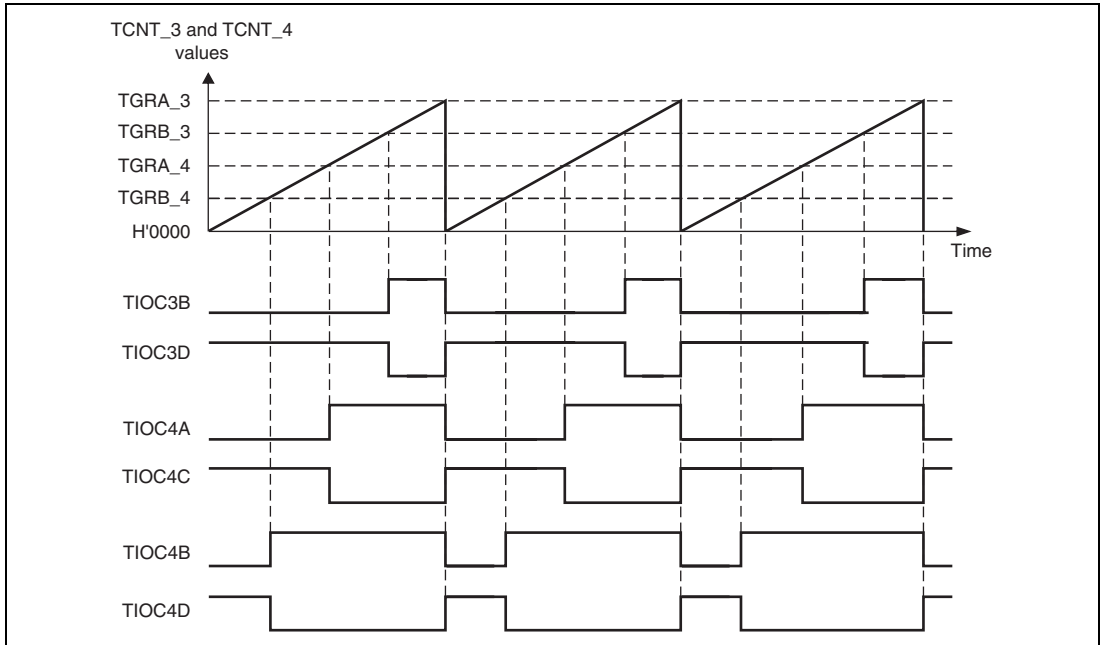 TCNT_3 and TCNT_4
values
TGRA_3
TGRB_3
TGRA_4
TGRB_4
H'0000
Time
TIOC3B
TIOC3D
TIOC4A
TIOC4C
TIOC4B
TIOC4D